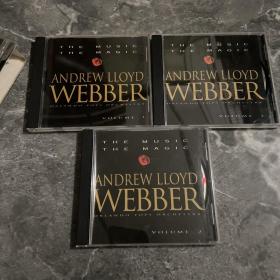 THE MUSIC
THE MAGIC
ANDREW LLOYD
WEBBER
ORLANDO POPS ORCHESTRA
VOLUME 1
THE MUSIC
THE MAGIC
ANDREW LLOYD
WEBBER
ORLANDO POPS ORCHESTRA
VOLUME
THE MUSIC
THE MAGIC
ANDREW LLOYD
WEBBER
ORLANDO POPS ORCHESTRA
VOLUME 2